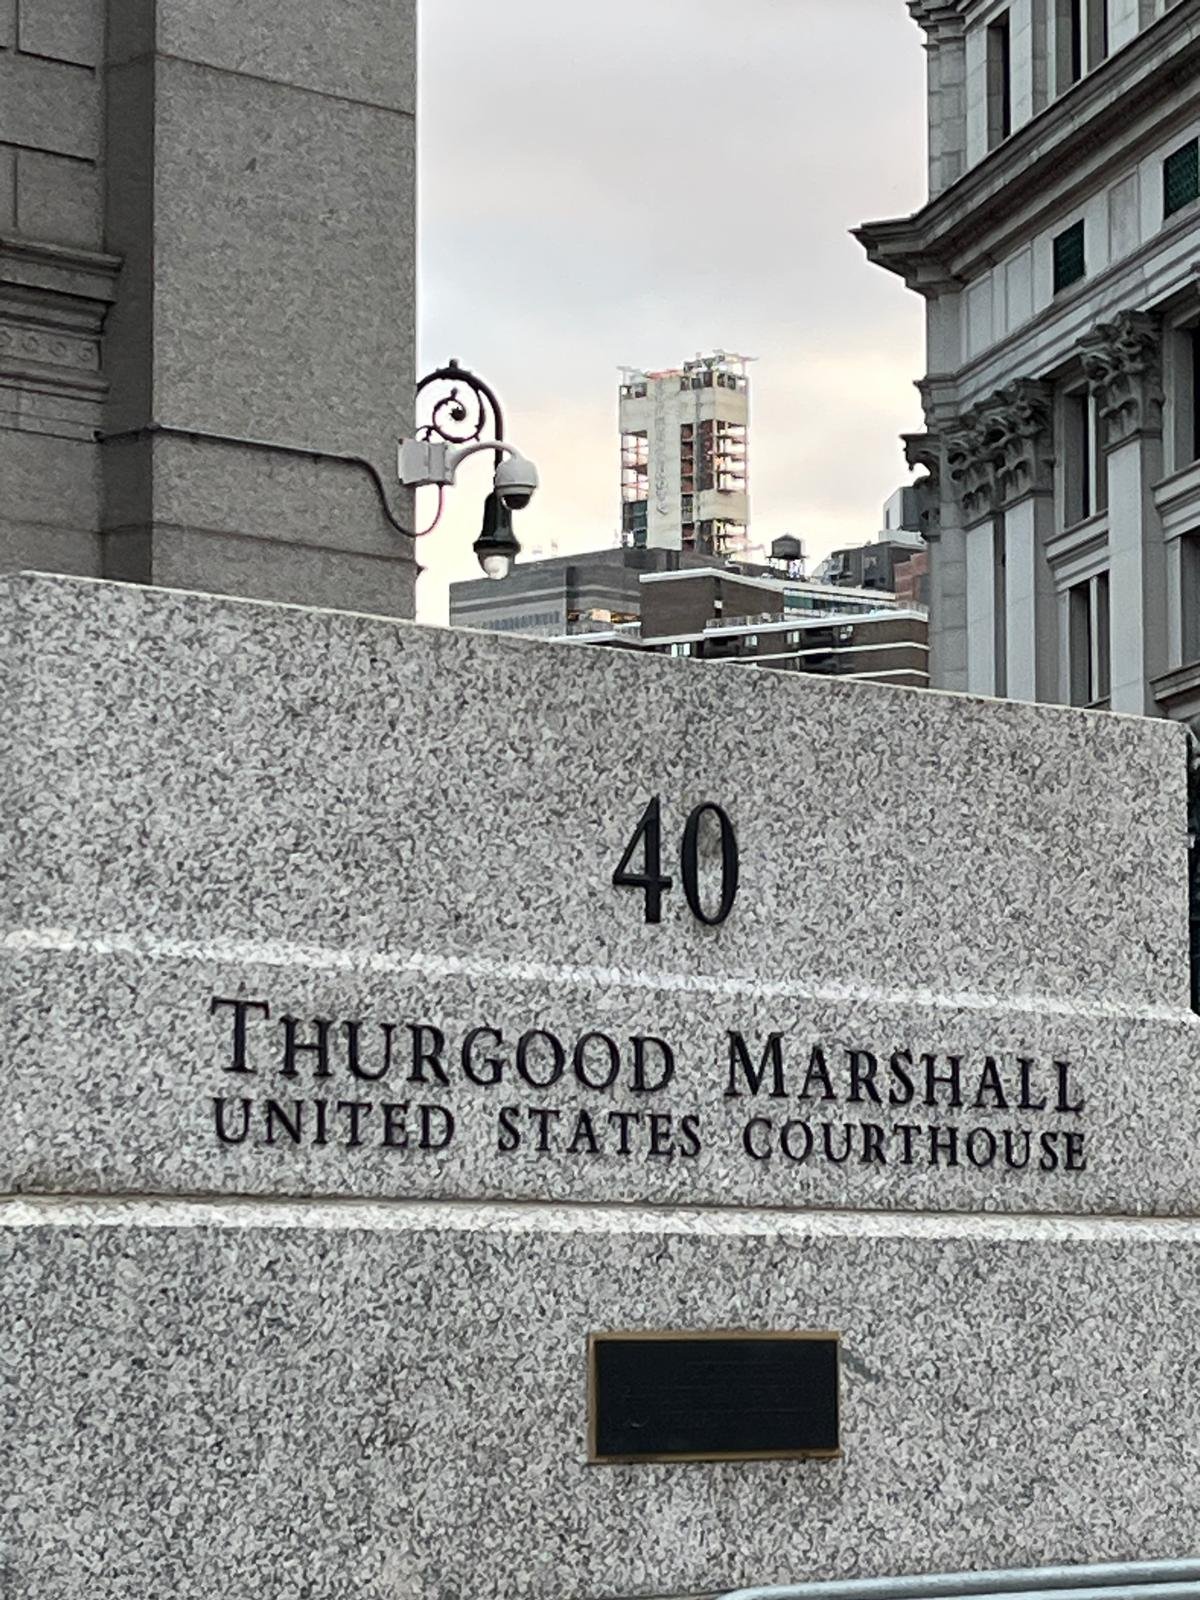 40
THURGOOD MARSHALL
UNITED STATES COURTHOUSE